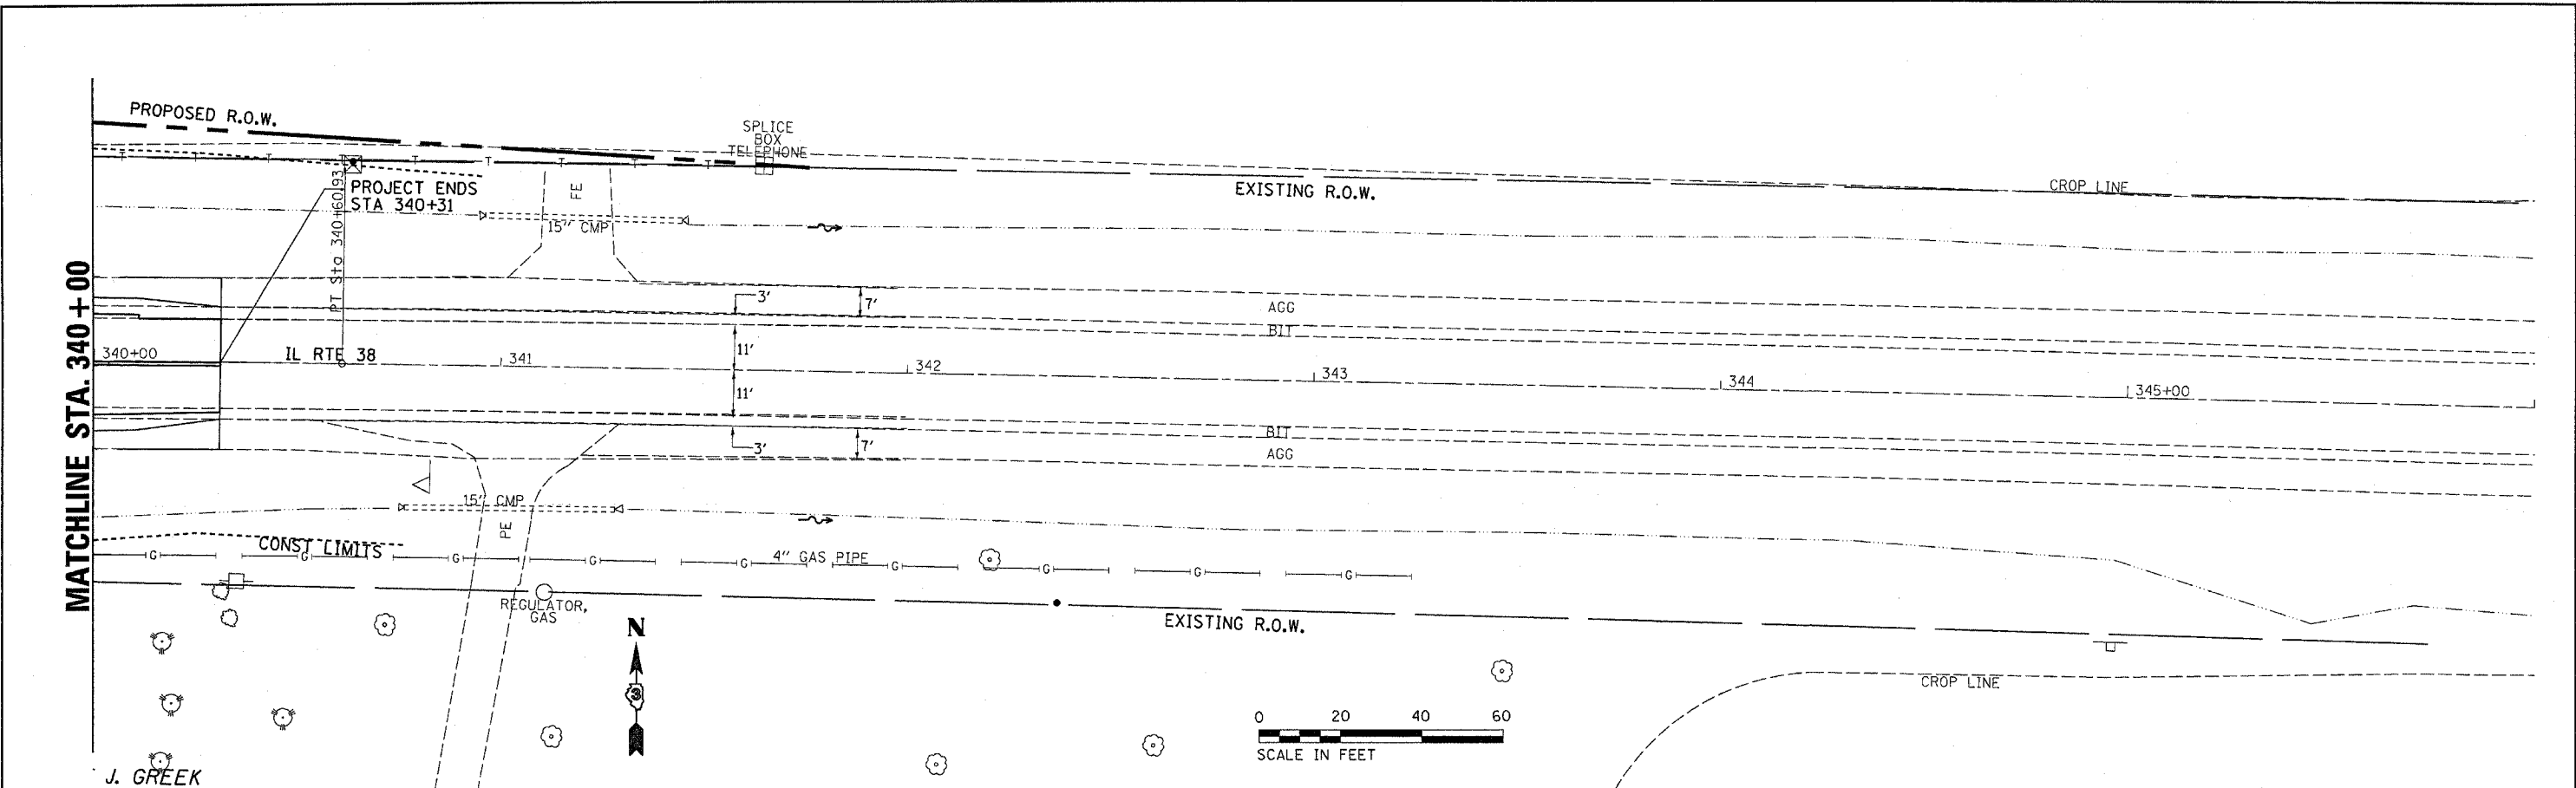 PROPOSED R.O.W.
SPLICE
BOX
TELEPHONE
T T T T T T T T
PROJECT ENDS
STA 340+31
PT Sta 340+60.93
FE
15" CMP
EXISTING R.O.W.
CROP LINE
MATCHLINE STA. 340+00
3'
7'
AGG
BIT
340+00
IL RTE 38
341
11'
342
343
344
345+00
11'
BIT
3'
7'
AGG
15" CMP
PE
CONST LIMITS
G G G G G G G G G
4" GAS PIPE
REGULATOR,
GAS
EXISTING R.O.W.
N
3
CROP LINE
0 20 40 60
SCALE IN FEET
J. GREEK